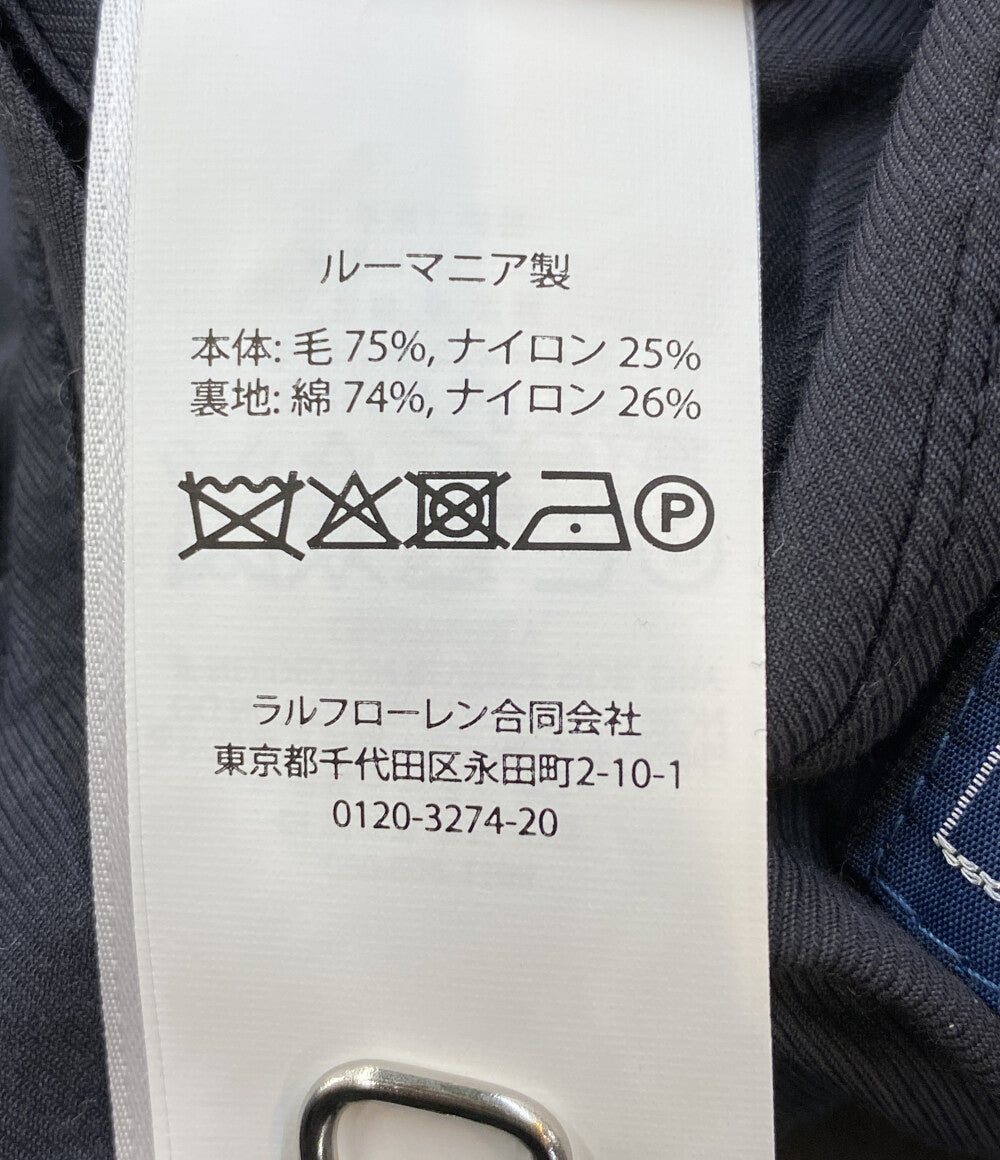 ルーマニア製
本体: 毛 75%, ナイロン 25%
裏地: 綿 74%, ナイロン 26%
P
ラルフローレン合同会社
東京都千代田区永田町2-10-1
0120-3274-20